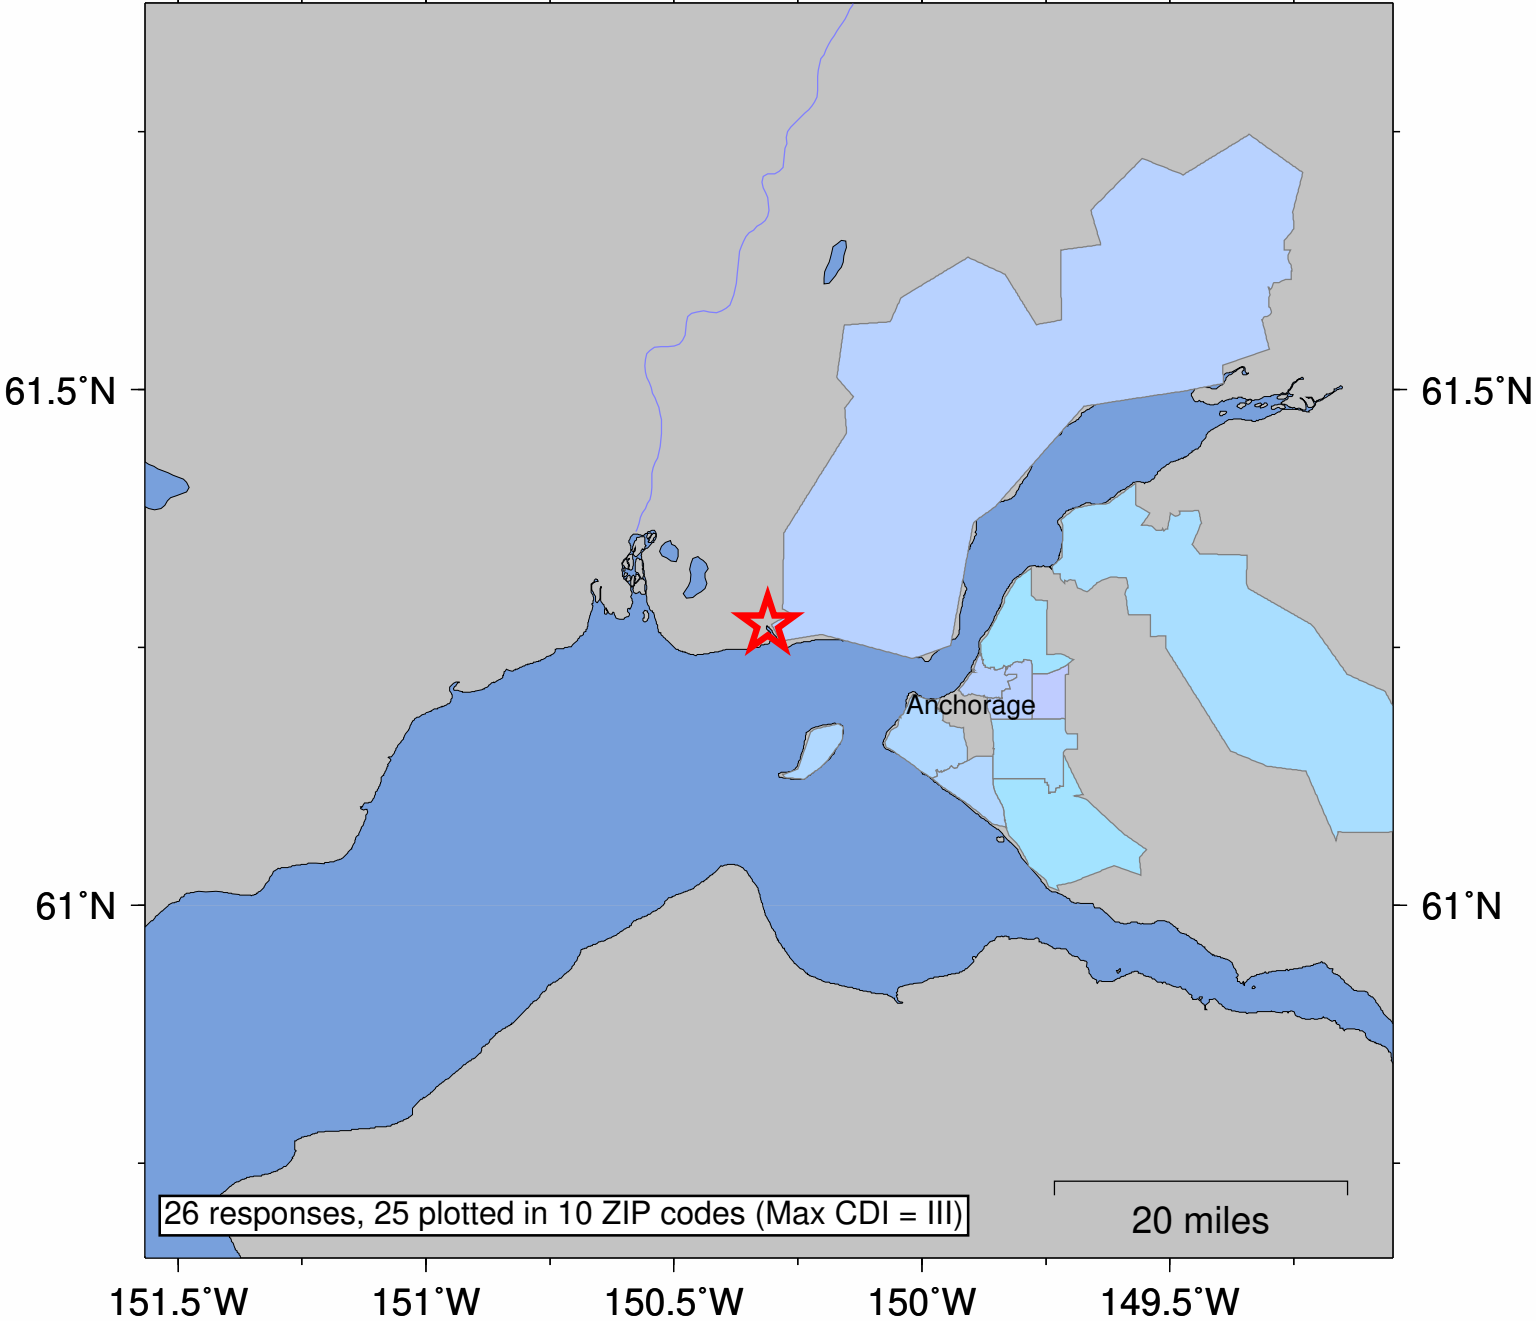 61.5˚N
61.5˚N
Anchorage
61˚N
61˚N
26 responses, 25 plotted in 10 ZIP codes (Max CDI = III)
20 miles
151.5˚W
151˚W
150.5˚W
150˚W
149.5˚W